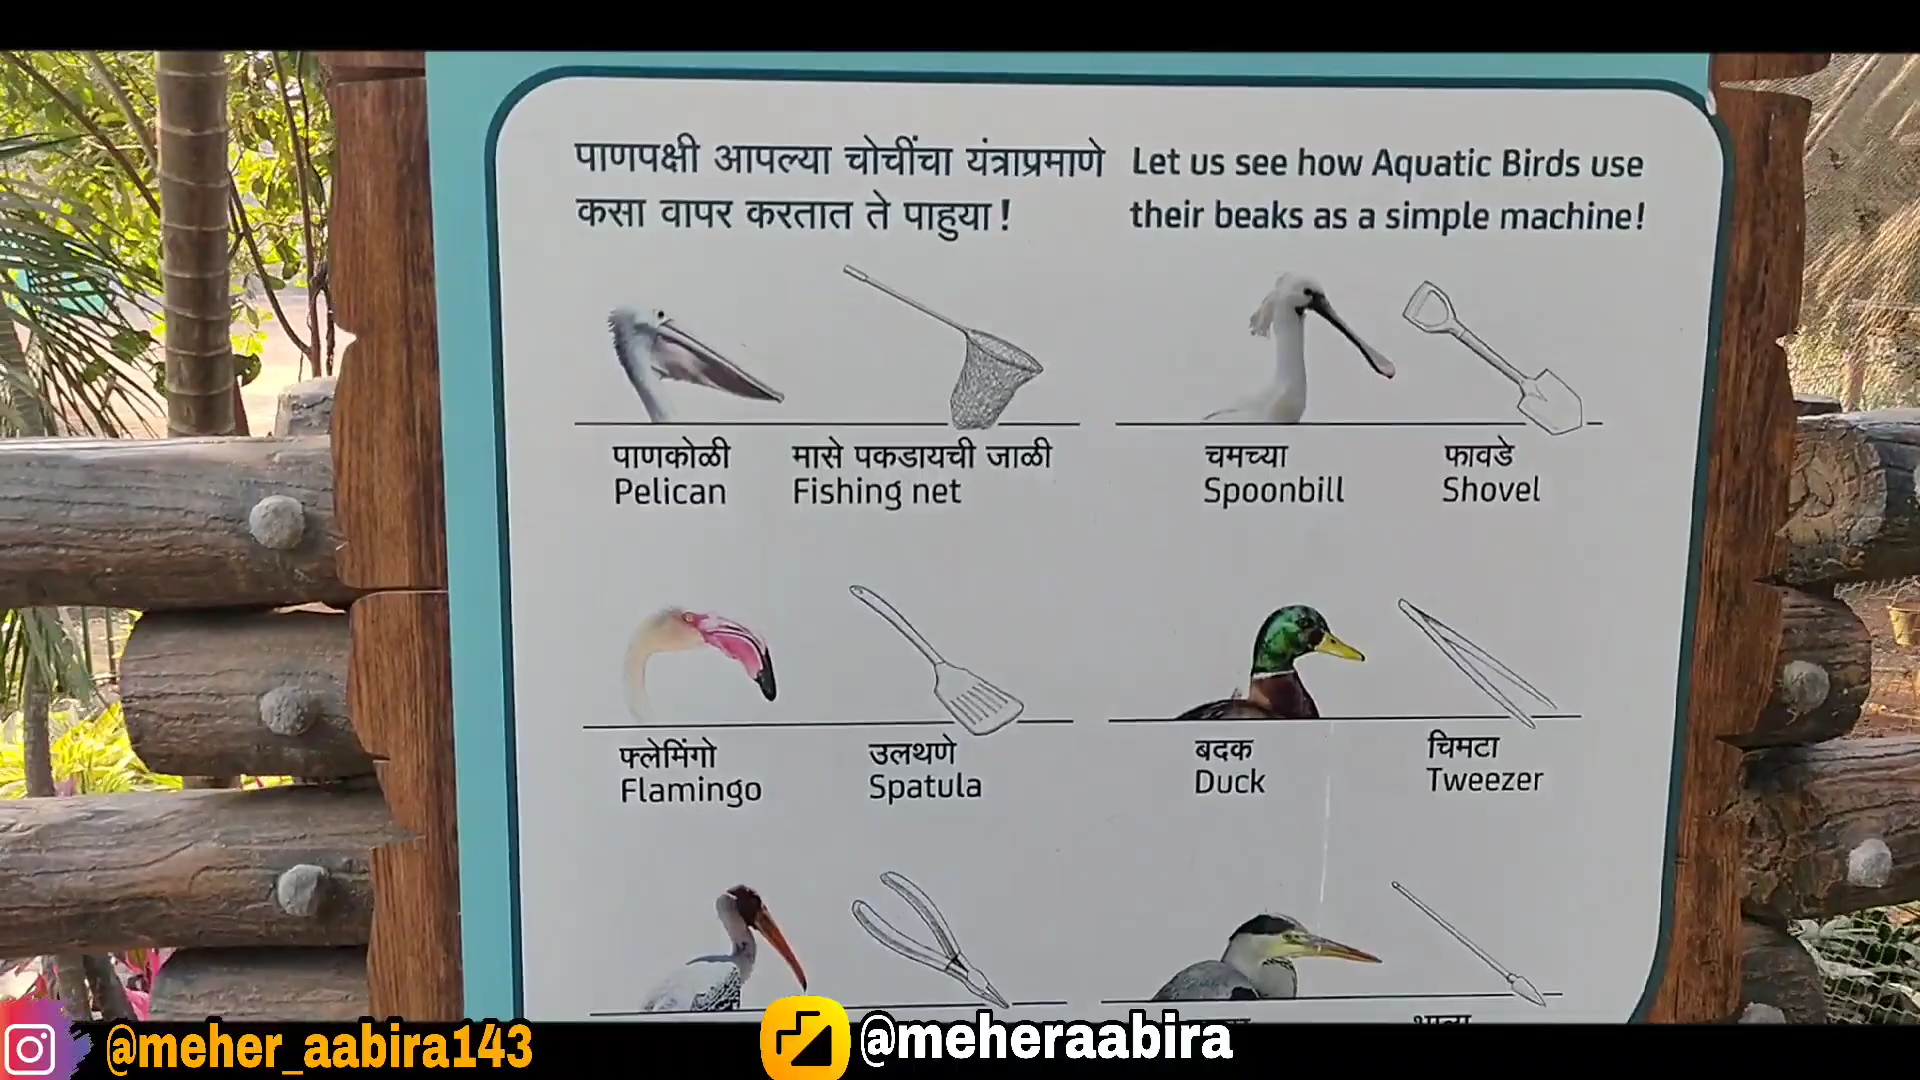 पाणपक्षी आपल्या चोचींचा यंत्राप्रमाणे
कसा वापर करतात ते पाहुया!
Let us see how Aquatic Birds use
their beaks as a simple machine!
पाणकोळी
Pelican
मासे पकडायची जाळी
Fishing net
चमच्या
Spoonbill
फावडे
Shovel
फ्लेमिंगो
Flamingo
उलथणे
Spatula
बदक
Duck
चिमटा
Tweezer
@meher_aabira143
@meheraabira